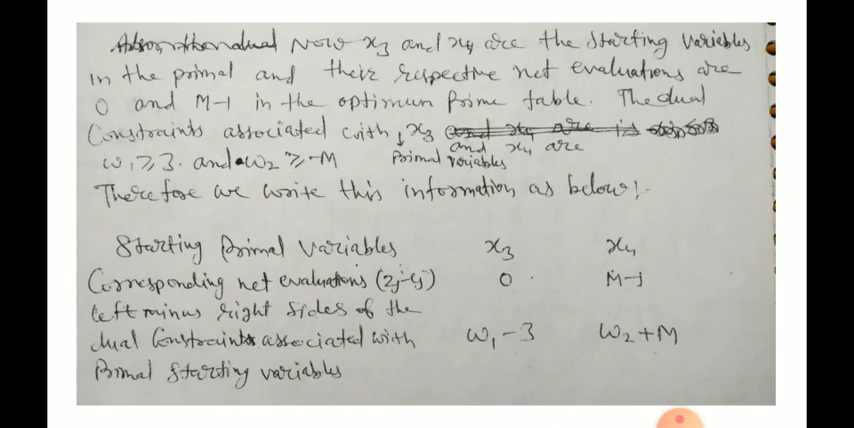 Now x3 and x4 are the starting variables
in the primal and their respective net evaluations are
0 and M-1 in the optimum prime table. The dual
Constraints associated with ↓ x3 and x4 are
w1 ≥ 3 and w2 ≥ -M Primal variables
Therefore we write this information as below:-
Starting Primal Variables x3 x4
Corresponding net evaluations (zj-cj) 0 M-1
left minus right sides of the
dual constraints associated with w1-3 w2+M
Primal starting variables